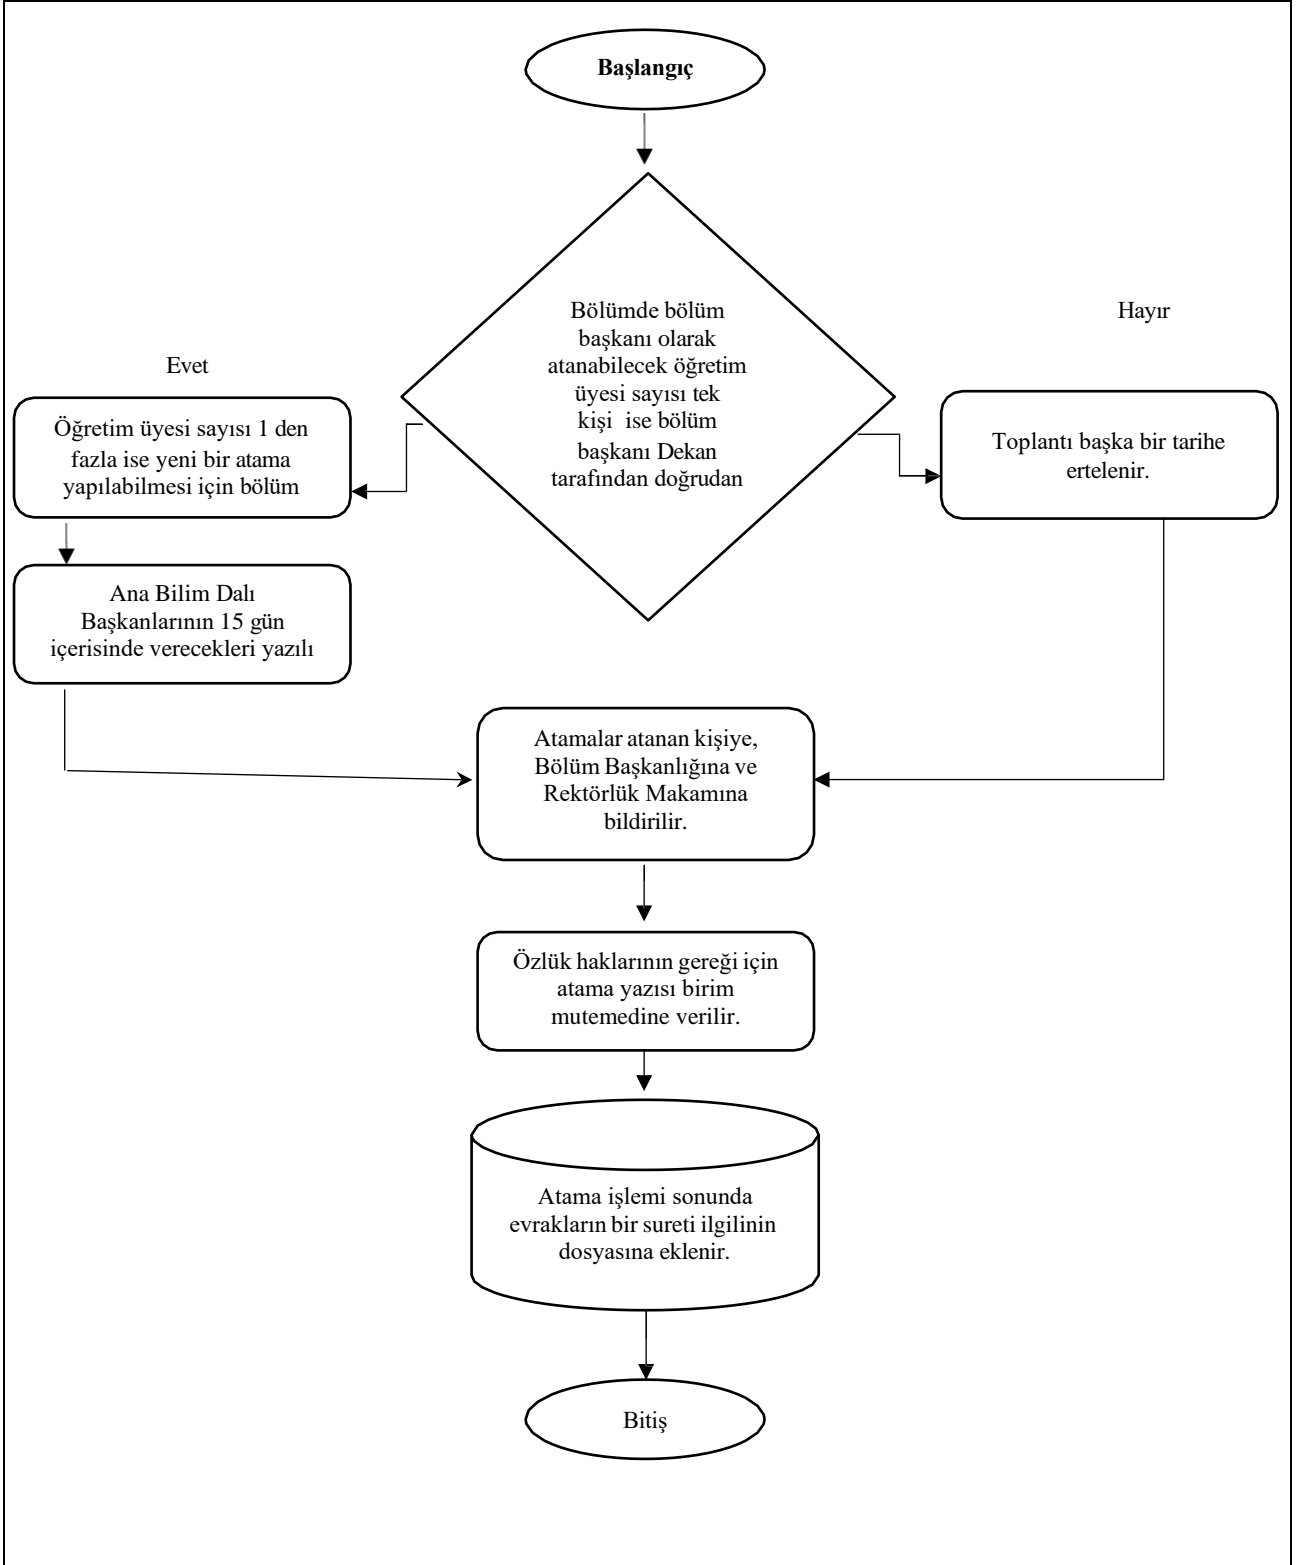 Başlangıç
Bölümde bölüm
başkanı olarak
atanabilecek öğretim
üyesi sayısı tek
kişi ise bölüm
başkanı Dekan
tarafından doğrudan
Hayır
Evet
Öğretim üyesi sayısı 1 den
fazla ise yeni bir atama
yapılabilmesi için bölüm
Toplantı başka bir tarihe
ertelenir.
Ana Bilim Dalı
Başkanlarının 15 gün
içerisinde verecekleri yazılı
Atamalar atanan kişiye,
Bölüm Başkanlığına ve
Rektörlük Makamına
bildirilir.
Özlük haklarının gereği için
atama yazısı birim
mutemedine verilir.
Atama işlemi sonunda
evrakların bir sureti ilgilinin
dosyasına eklenir.
Bitiş